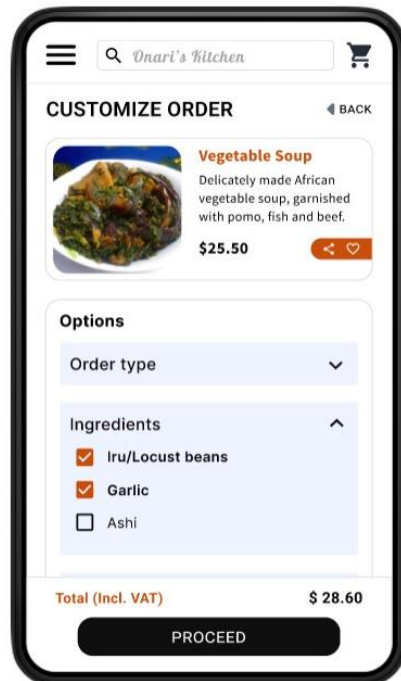 Onari's Kitchen
CUSTOMIZE ORDER
BACK
Vegetable Soup
Delicately made African
vegetable soup, garnished
with pomo, fish and beef.
$25.50
Options
Order type
Ingredients
Iru/Locust beans
Garlic
Ashi
Total (Incl. VAT)
$ 28.60
PROCEED